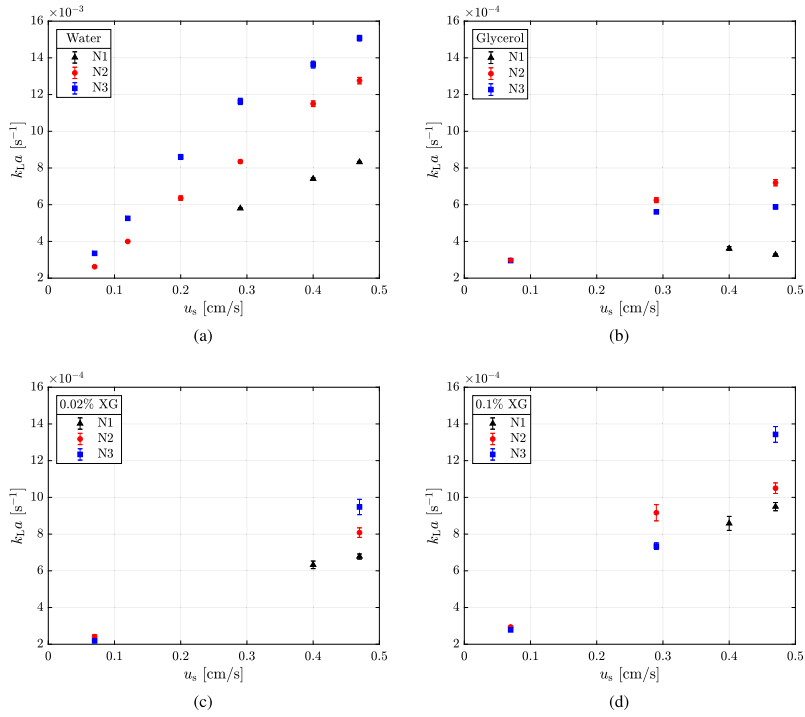 ×10⁻³
16
14
12
10
8
6
4
2
0 0.1 0.2 0.3 0.4 0.5
k_L a [s⁻¹]
u_s [cm/s]
Water
N1
N2
N3
(a)
×10⁻⁴
16
14
12
10
8
6
4
2
0 0.1 0.2 0.3 0.4 0.5
k_L a [s⁻¹]
u_s [cm/s]
Glycerol
N1
N2
N3
(b)
×10⁻⁴
16
14
12
10
8
6
4
2
0 0.1 0.2 0.3 0.4 0.5
k_L a [s⁻¹]
u_s [cm/s]
0.02% XG
N1
N2
N3
(c)
×10⁻⁴
16
14
12
10
8
6
4
2
0 0.1 0.2 0.3 0.4 0.5
k_L a [s⁻¹]
u_s [cm/s]
0.1% XG
N1
N2
N3
(d)